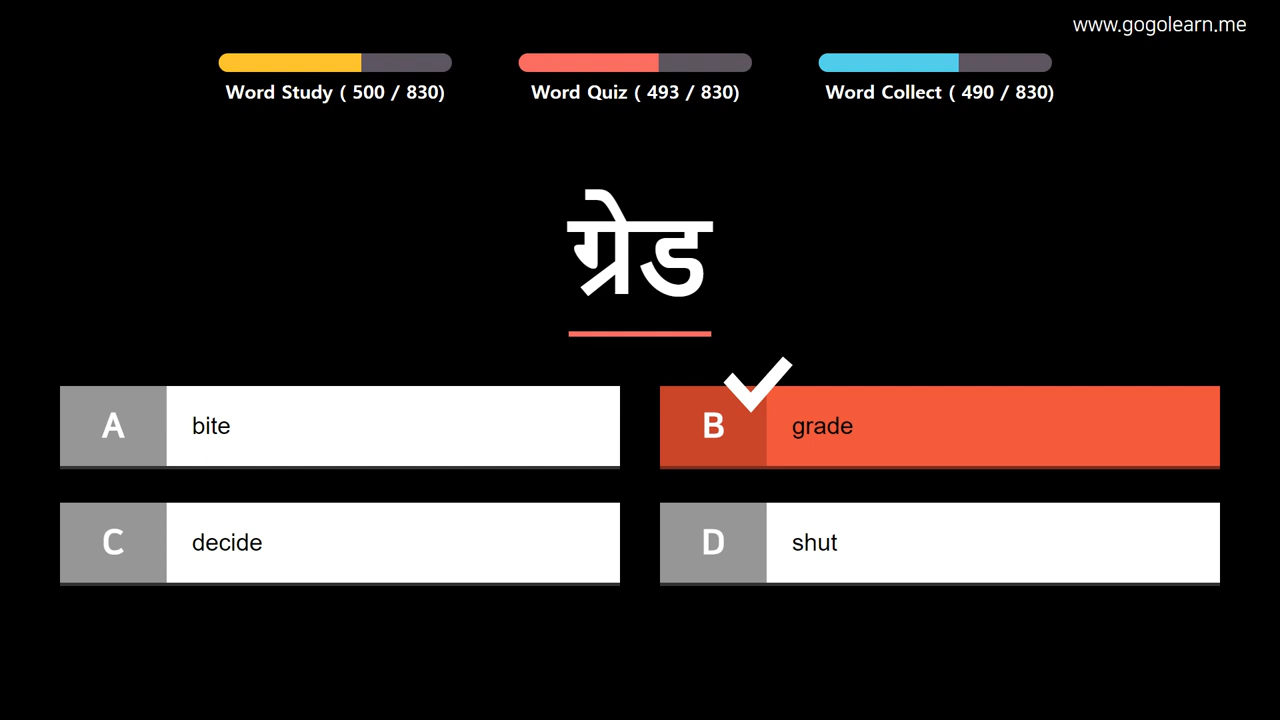 www.gogolearn.me
Word Study ( 500 / 830)
Word Quiz ( 493 / 830)
Word Collect ( 490 / 830)
ग्रेड
A bite
B grade
C decide
D shut